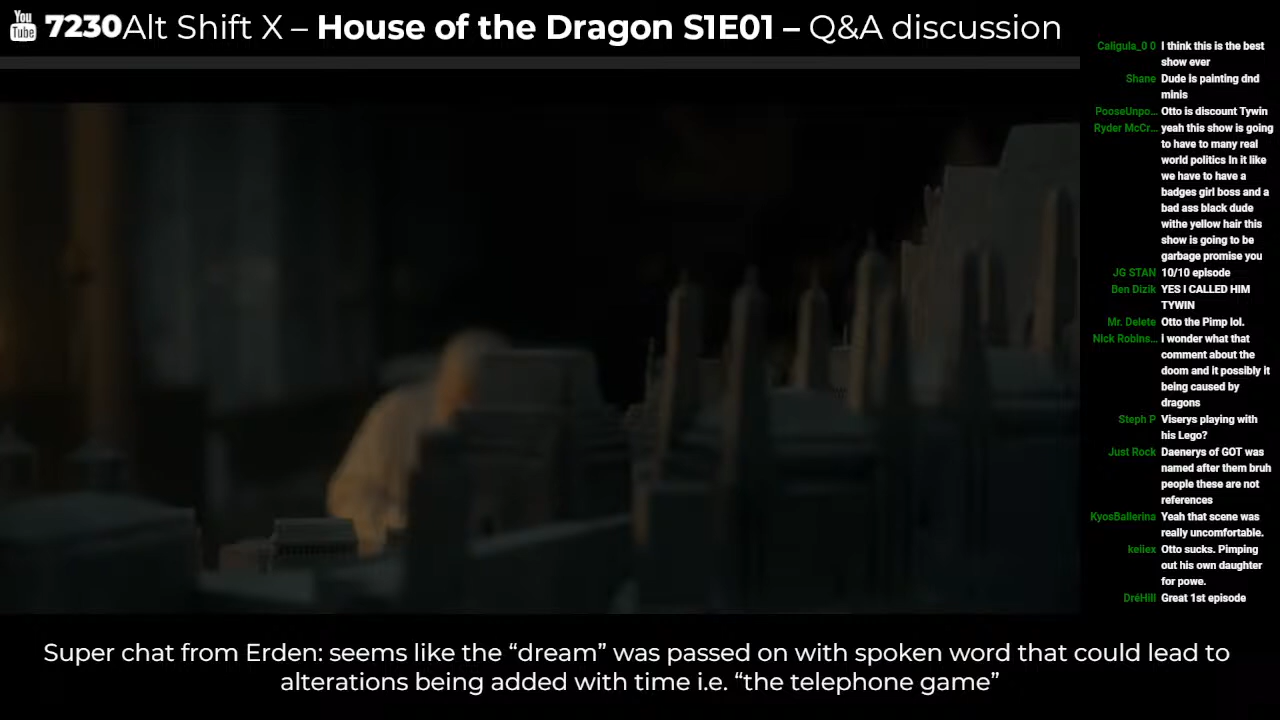 You Tube 7230 Alt Shift X – House of the Dragon S1E01 – Q&A discussion
Caligula_0 0 I think this is the best
show ever
Shane Dude is painting dnd
minis
PooseUnpo... Otto is discount Tywin
Ryder McCr... yeah this show is going
to have to many real
world politics In it like
we have to have a
badges girl boss and a
bad ass black dude
withe yellow hair this
show is going to be
garbage promise you
JG STAN 10/10 episode
Ben Dizik YES I CALLED HIM
TYWIN
Mr. Delete Otto the Pimp lol.
Nick Robins... I wonder what that
comment about the
doom and it possibly it
being caused by
dragons
Steph P Viserys playing with
his Lego?
Just Rock Daenerys of GOT was
named after them bruh
people these are not
references
KyosBallerina Yeah that scene was
really uncomfortable.
keiiex Otto sucks. Pimping
out his own daughter
for powe.
DréHill Great 1st episode
Super chat from Erden: seems like the “dream” was passed on with spoken word that could lead to
alterations being added with time i.e. “the telephone game”